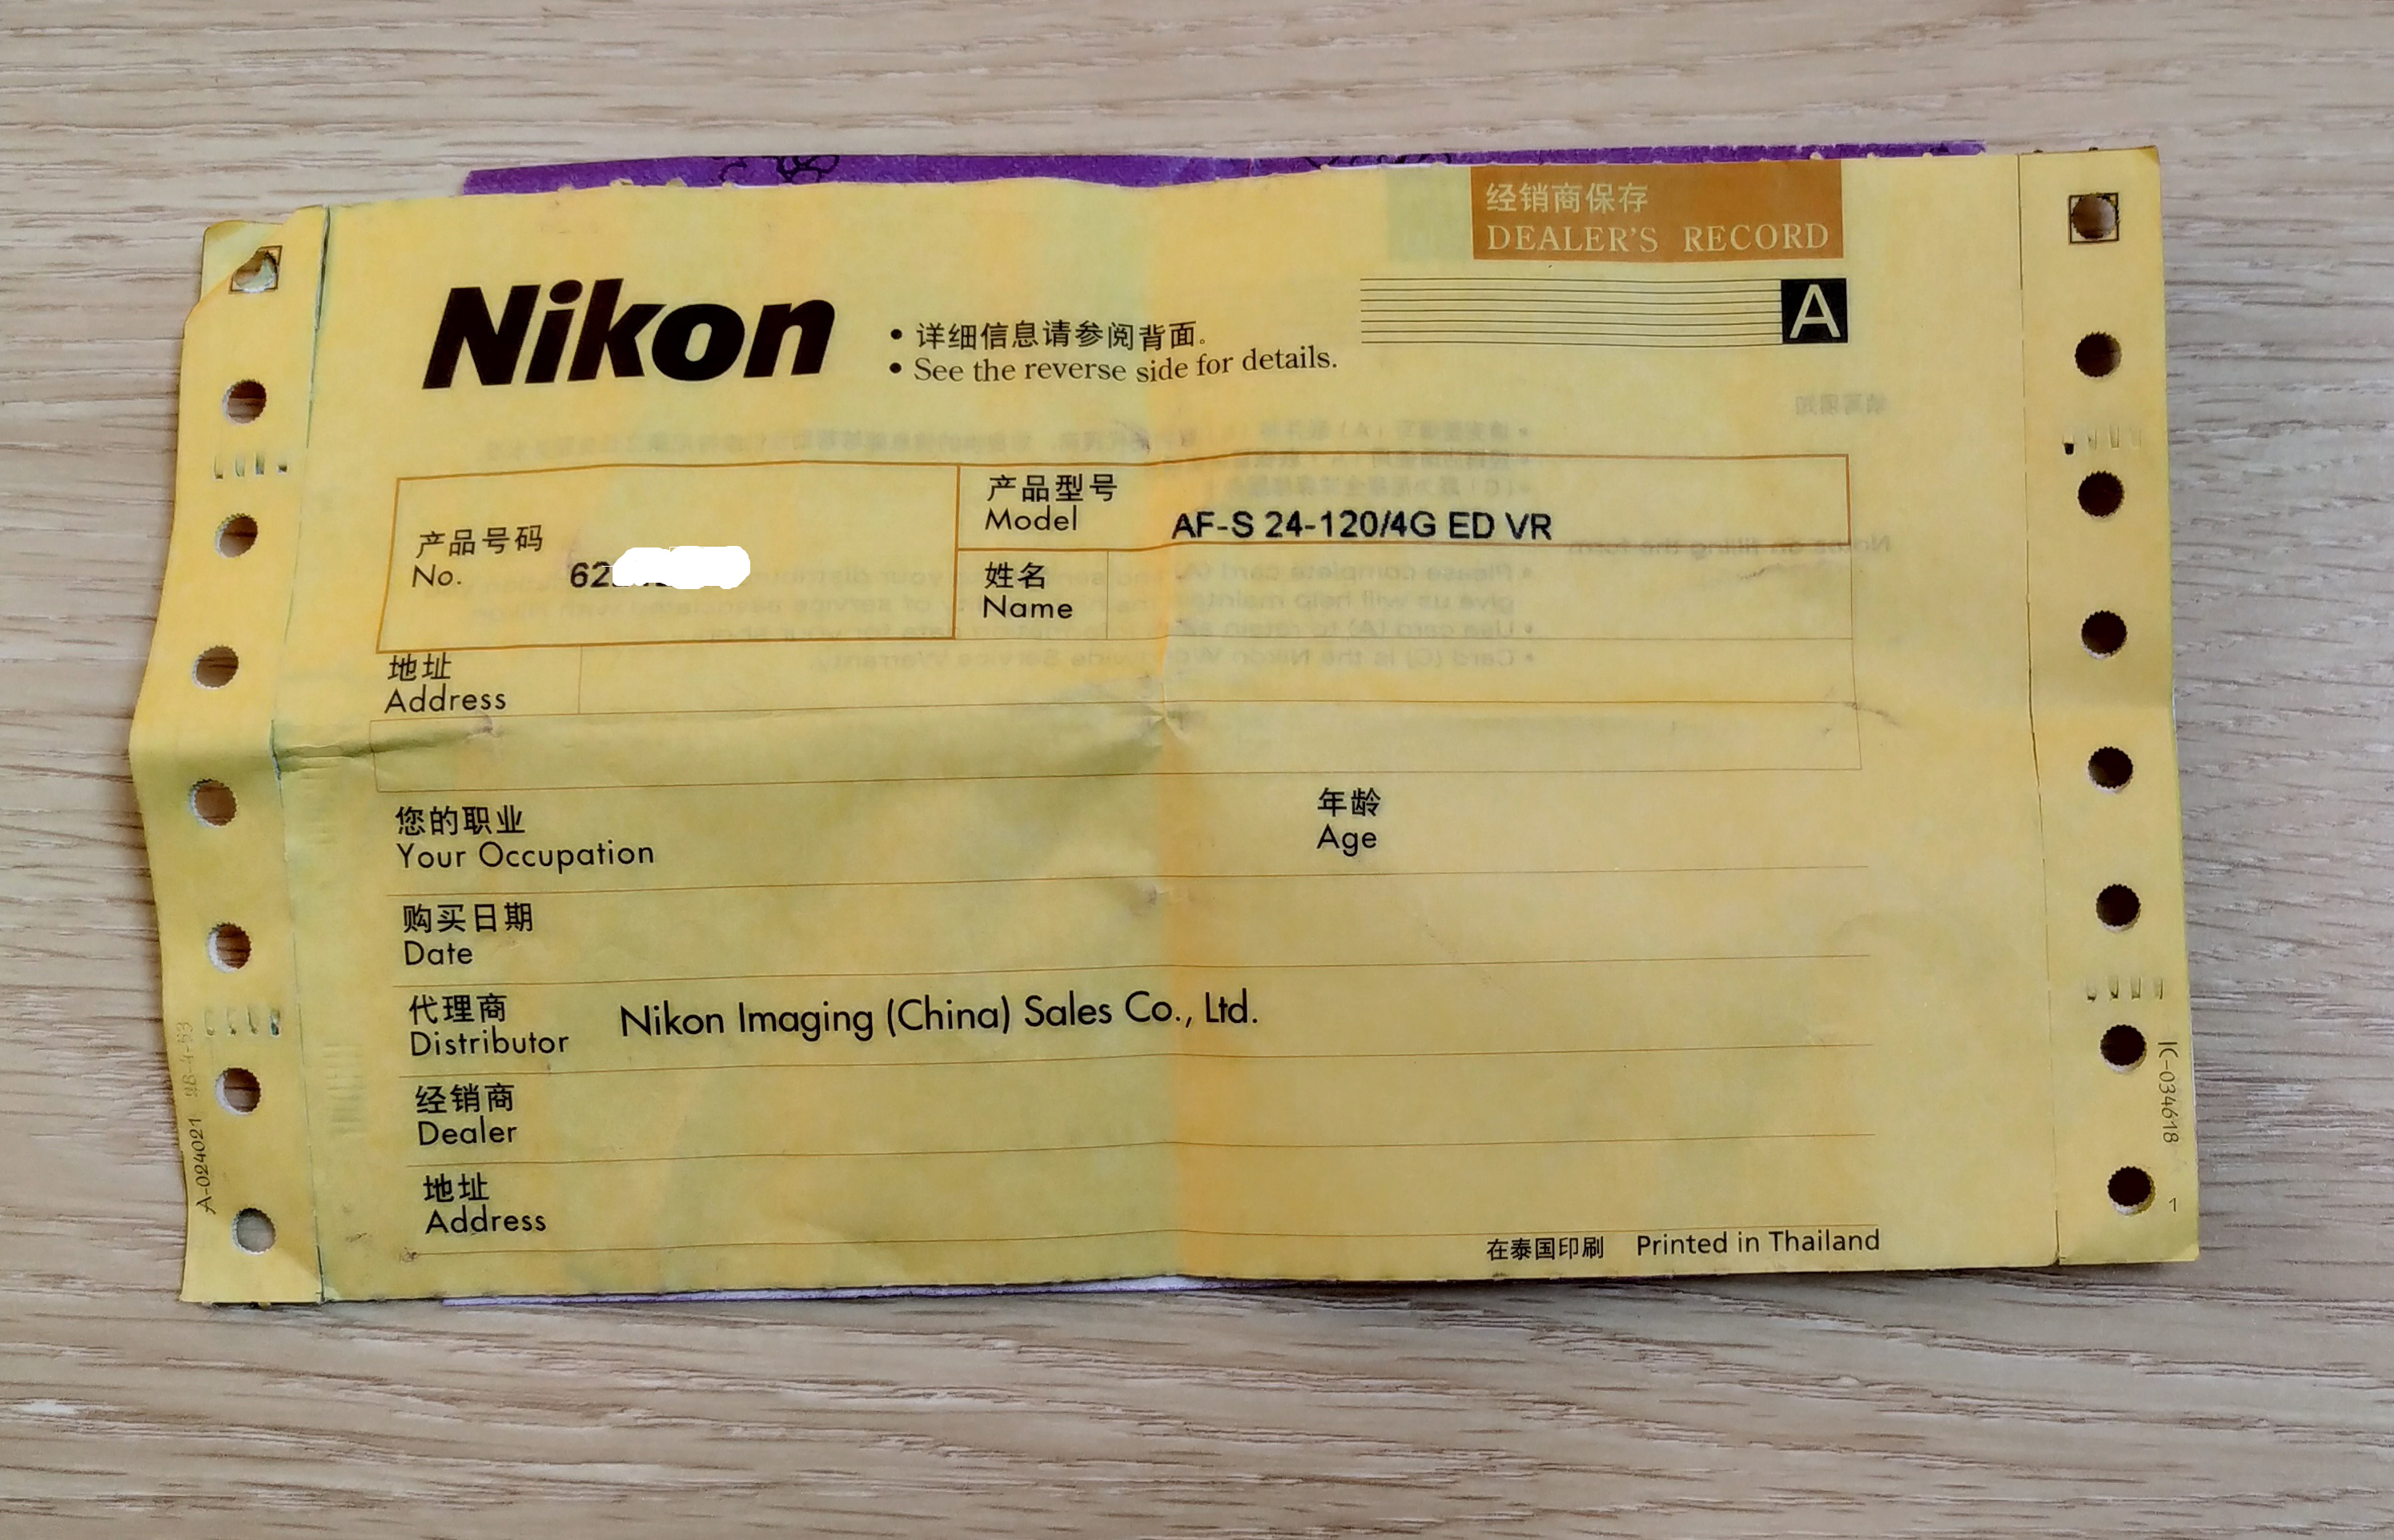 经销商保存
DEALER'S RECORD
Nikon
• 详细信息请参阅背面。
• See the reverse side for details.
A
产品号码
No.
62
产品型号
Model
AF-S 24-120/4G ED VR
姓名
Name
地址
Address
您的职业
Your Occupation
年龄
Age
购买日期
Date
代理商
Distributor
Nikon Imaging (China) Sales Co., Ltd.
经销商
Dealer
地址
Address
在泰国印刷 Printed in Thailand
A-024021
IC-034618
1